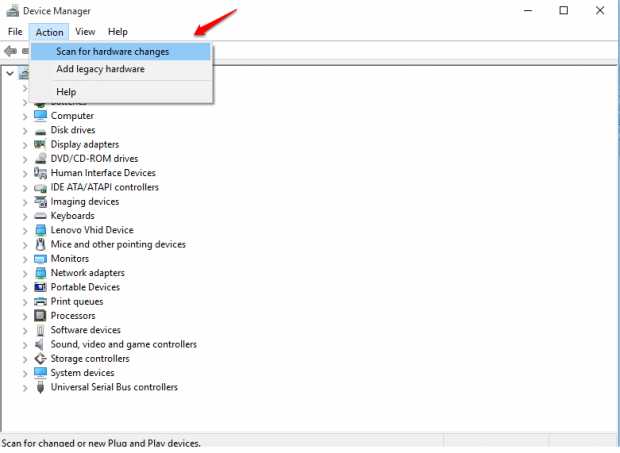 Device Manager
File Action View Help
Scan for hardware changes
Add legacy hardware
Help
Batteries
Computer
Disk drives
Display adapters
DVD/CD-ROM drives
Human Interface Devices
IDE ATA/ATAPI controllers
Imaging devices
Keyboards
Lenovo Vhid Device
Mice and other pointing devices
Monitors
Network adapters
Portable Devices
Print queues
Processors
Software devices
Sound, video and game controllers
Storage controllers
System devices
Universal Serial Bus controllers
Scan for changed or new Plug and Play devices.